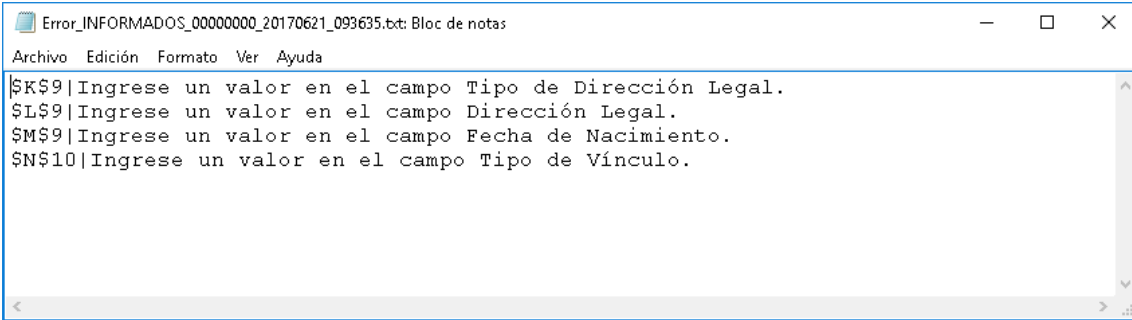 Error_INFORMADOS_00000000_20170621_093635.txt: Bloc de notas
Archivo Edición Formato Ver Ayuda
$K$9|Ingrese un valor en el campo Tipo de Dirección Legal.
$L$9|Ingrese un valor en el campo Dirección Legal.
$M$9|Ingrese un valor en el campo Fecha de Nacimiento.
$N$10|Ingrese un valor en el campo Tipo de Vínculo.